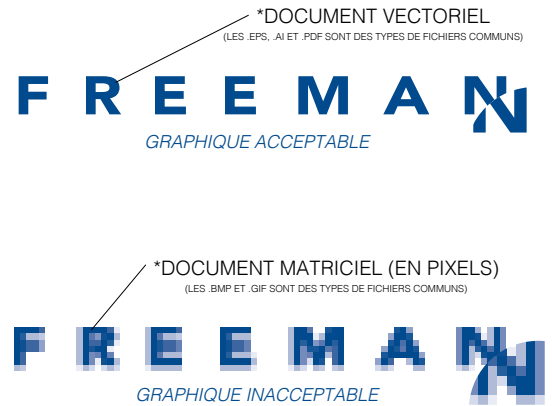 *DOCUMENT VECTORIEL
(LES .EPS, .AI ET .PDF SONT DES TYPES DE FICHIERS COMMUNS)
FREEMAN
GRAPHIQUE ACCEPTABLE
*DOCUMENT MATRICIEL (EN PIXELS)
(LES .BMP ET .GIF SONT DES TYPES DE FICHIERS COMMUNS)
FREEMAN
GRAPHIQUE INACCEPTABLE